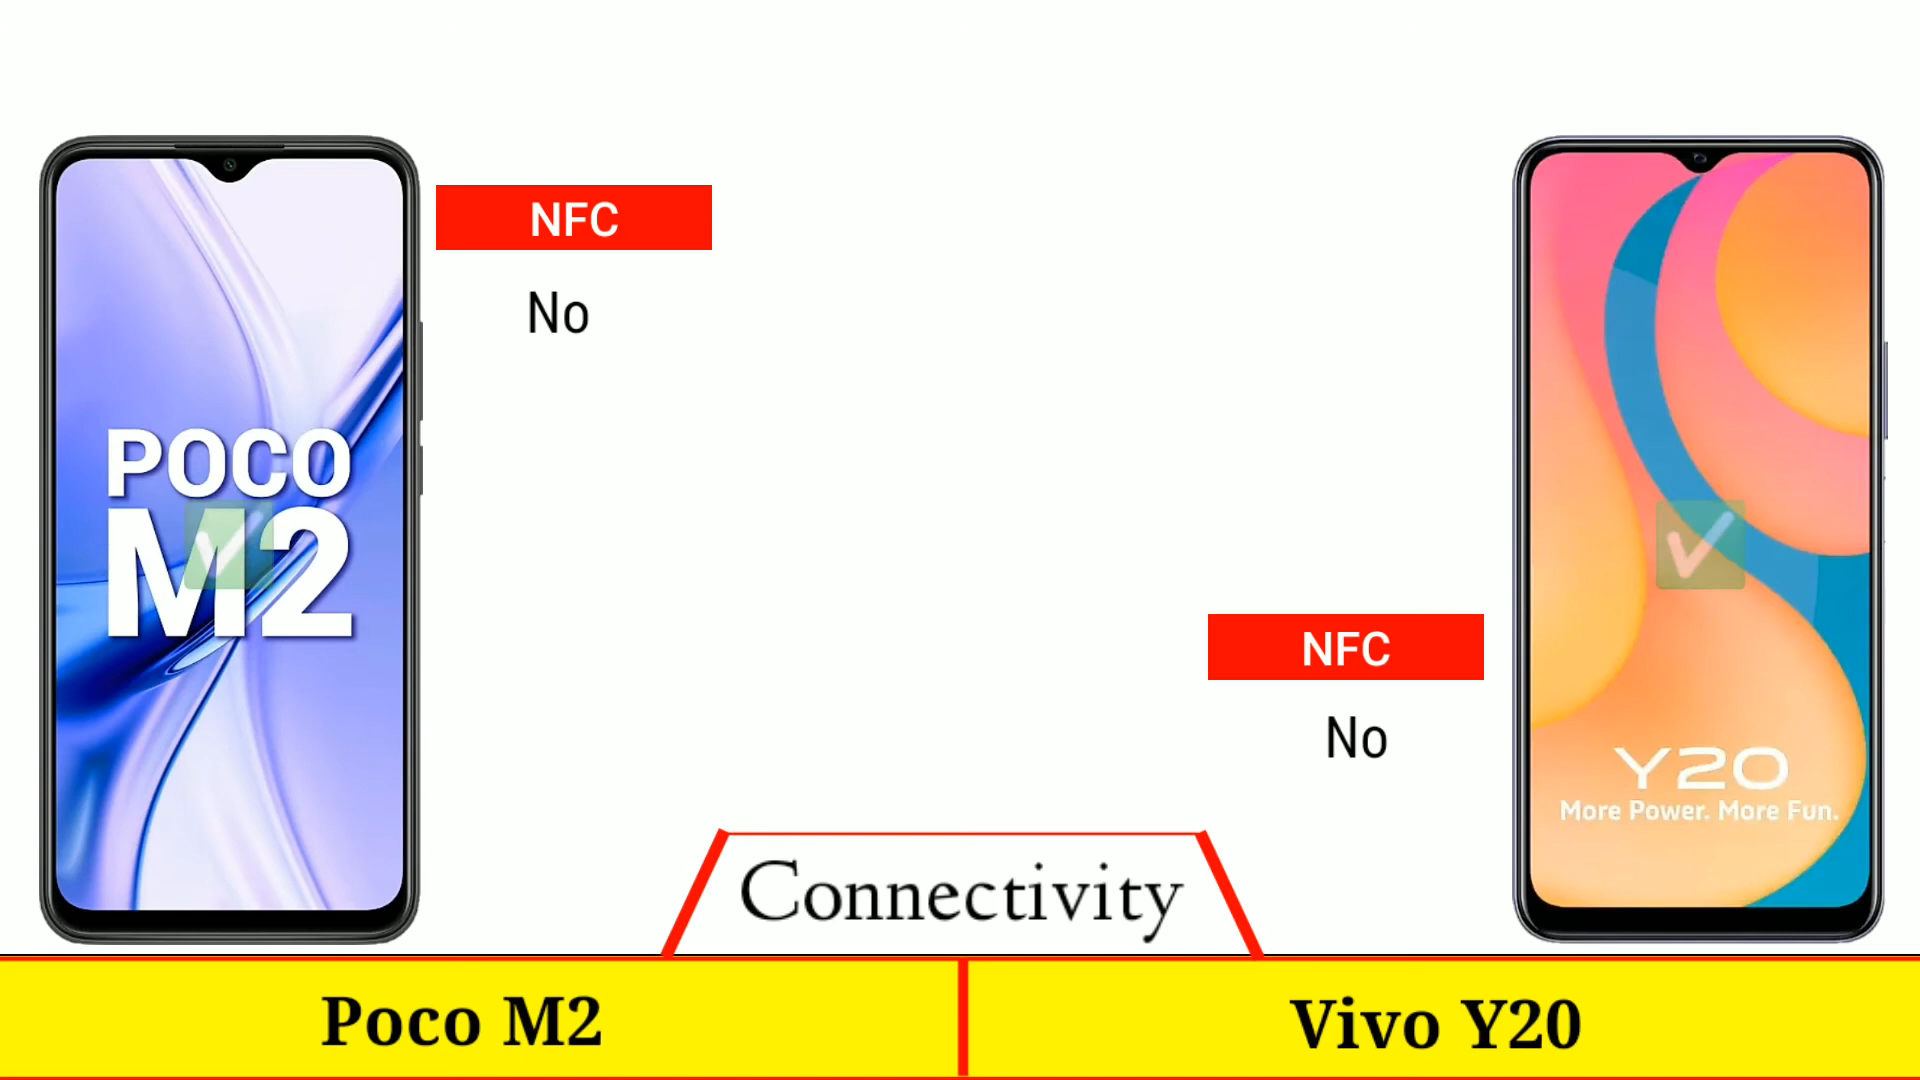 NFC
No
POCO
M2
NFC
No
Y20
More Power. More Fun.
Connectivity
Poco M2
Vivo Y20